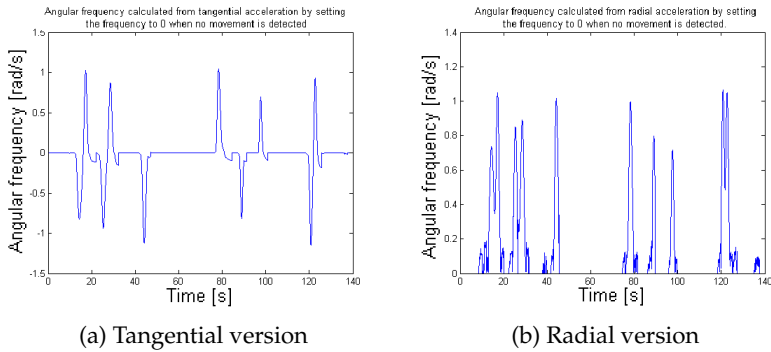 Angular frequency calculated from tangential acceleration by setting
the frequency to 0 when no movement is detected
1.5
1
0.5
0
-0.5
-1
-1.5
Angular frequency [rad/s]
0 20 40 60 80 100 120 140
Time [s]
(a) Tangential version
Angular frequency calculated from radial acceleration by setting
the frequency to 0 when no movement is detected.
1.4
1.2
1
0.8
0.6
0.4
0.2
0
Angular frequency [rad/s]
0 20 40 60 80 100 120 140
Time [s]
(b) Radial version